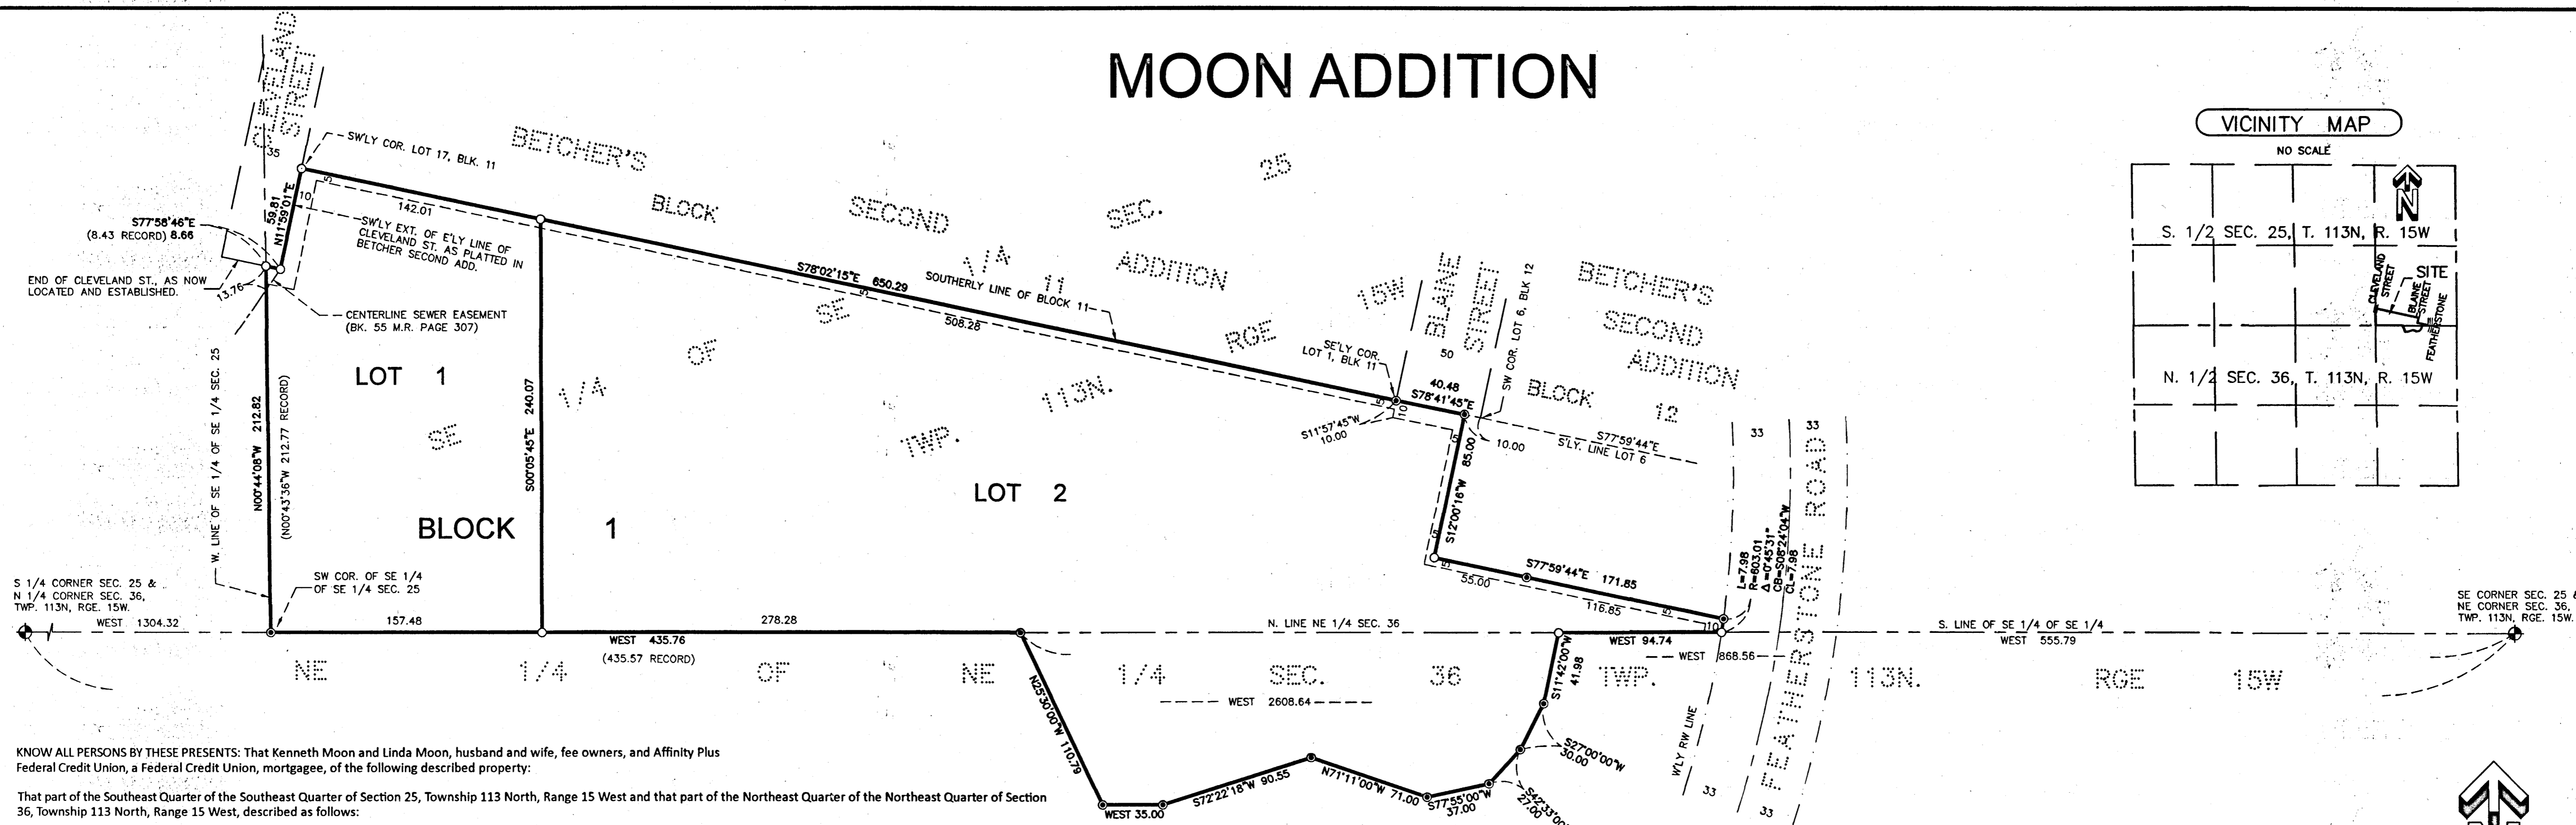 MOON ADDITION
VICINITY MAP
NO SCALE
N
S. 1/2 SEC. 25, T. 113N, R. 15W
SITE
CLEVELAND
STREET
BLAINE
STREET
FEATHERSTONE
N. 1/2 SEC. 36, T. 113N, R. 15W
CLEVELAND
STREET
35
SW'LY COR. LOT 17, BLK. 11
BETCHER'S
SECOND
ADDITION
BLOCK
11
SEC.
25
1/4
15W
RGE
113N.
TWP.
SE
OF
1/4
SE
59.81
N11°59'01"E
10
5
142.01
S77°58'46"E
(8.43 RECORD) 8.66
SW'LY EXT. OF E'LY LINE OF
CLEVELAND ST. AS PLATTED IN
BETCHER SECOND ADD.
END OF CLEVELAND ST., AS NOW
LOCATED AND ESTABLISHED.
13.76
CENTERLINE SEWER EASEMENT
(BK. 55 M.R. PAGE 307)
S78°02'15"E 650.29
5
508.28
SOUTHERLY LINE OF BLOCK 11
BLAINE
STREET
50
SE'LY COR.
LOT 1, BLK 11
SW COR. LOT 6, BLK 12
BETCHER'S
SECOND
ADDITION
BLOCK
12
40.48
S78°41'45"E
5
10
S11°57'45"W
10.00
10.00
S77°59'44"E
S'LY. LINE LOT 6
33
33
LOT 1
LOT 2
BLOCK 1
W. LINE OF SE 1/4 OF SE 1/4 SEC. 25
N00°44'08"W 212.82
(N00°43'36"W 212.77 RECORD)
S00°05'45"E 240.07
5
S12°00'16"W 85.00
5
5
S77°59'44"E 171.85
55.00
116.85
5
10
L=7.98
R=603.01
Δ=0°45'31"
CB=S08°24'04"W
CL=7.98
FEATHERSTONE ROAD
S 1/4 CORNER SEC. 25 &
N 1/4 CORNER SEC. 36,
TWP. 113N, RGE. 15W.
WEST 1304.32
SW COR. OF SE 1/4
OF SE 1/4 SEC. 25
157.48
278.28
WEST 435.76
(435.57 RECORD)
N. LINE NE 1/4 SEC. 36
WEST 94.74
WEST 868.56
S. LINE OF SE 1/4 OF SE 1/4
WEST 555.79
SE CORNER SEC. 25 &
NE CORNER SEC. 36,
TWP. 113N, RGE. 15W.
NE 1/4 OF NE 1/4 SEC. 36 TWP. 113N. RGE 15W
WEST 2608.64
N25°30'00"W 110.79
WEST 35.00
S72°22'18"W 90.55
N71°11'00"W 71.00
S77°55'00"W
37.00
S42°33'00"
27.00
S27°00'00"W
30.00
S11°42'00"W
41.98
W'LY RW LINE
33
33
KNOW ALL PERSONS BY THESE PRESENTS: That Kenneth Moon and Linda Moon, husband and wife, fee owners, and Affinity Plus
Federal Credit Union, a Federal Credit Union, mortgagee, of the following described property:
That part of the Southeast Quarter of the Southeast Quarter of Section 25, Township 113 North, Range 15 West and that part of the Northeast Quarter of the Northeast Quarter of Section
36, Township 113 North, Range 15 West, described as follows: